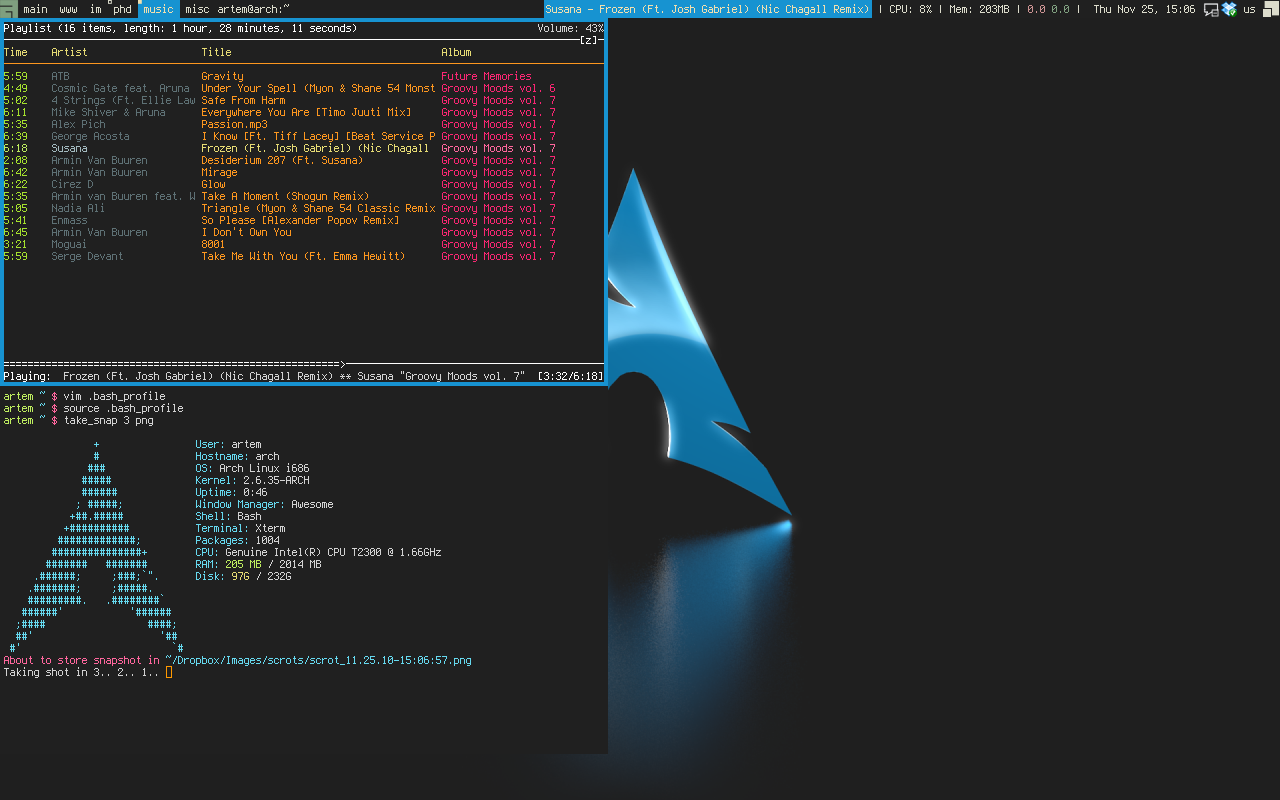 main www im phd music misc artem@arch:~ Susana - Frozen (Ft. Josh Gabriel) (Nic Chagall Remix) | CPU: 8% | Mem: 203MB | 0.0 0.0 | Thu Nov 25, 15:06 us
Playlist (16 items, length: 1 hour, 28 minutes, 11 seconds) Volume: 43%
[z]
Time Artist Title Album
5:59 ATB Gravity Future Memories
4:49 Cosmic Gate feat. Aruna Under Your Spell (Myon & Shane 54 Monst Groovy Moods vol. 6
5:02 4 Strings (Ft. Ellie Law Safe From Harm Groovy Moods vol. 7
6:11 Mike Shiver & Aruna Everywhere You Are [Timo Juuti Mix] Groovy Moods vol. 7
5:35 Alex Pich Passion.mp3 Groovy Moods vol. 7
6:39 George Acosta I Know [Ft. Tiff Lacey] [Beat Service P Groovy Moods vol. 7
6:18 Susana Frozen (Ft. Josh Gabriel) (Nic Chagall Groovy Moods vol. 7
2:08 Armin Van Buuren Desiderium 207 (Ft. Susana) Groovy Moods vol. 7
6:42 Armin Van Buuren Mirage Groovy Moods vol. 7
6:22 Cirez D Glow Groovy Moods vol. 7
5:35 Armin van Buuren feat. W Take A Moment (Shogun Remix) Groovy Moods vol. 7
5:05 Nadia Ali Triangle (Myon & Shane 54 Classic Remix Groovy Moods vol. 7
5:41 Enmass So Please [Alexander Popov Remix] Groovy Moods vol. 7
6:45 Armin Van Buuren I Don't Own You Groovy Moods vol. 7
3:21 Moguai 8001 Groovy Moods vol. 7
5:59 Serge Devant Take Me With You (Ft. Emma Hewitt) Groovy Moods vol. 7
Playing: Frozen (Ft. Josh Gabriel) (Nic Chagall Remix) ** Susana "Groovy Moods vol. 7" [3:32/6:18]
artem ~ $ vim .bash_profile
artem ~ $ source .bash_profile
artem ~ $ take_snap 3 png
User: artem
Hostname: arch
OS: Arch Linux i686
Kernel: 2.6.35-ARCH
Uptime: 0:46
Window Manager: Awesome
Shell: Bash
Terminal: Xterm
Packages: 1004
CPU: Genuine Intel(R) CPU T2300 @ 1.66GHz
RAM: 205 MB / 2014 MB
Disk: 97G / 232G
About to store snapshot in ~/Dropbox/Images/scrots/scrot_11.25.10-15:06:57.png
Taking shot in 3.. 2.. 1..